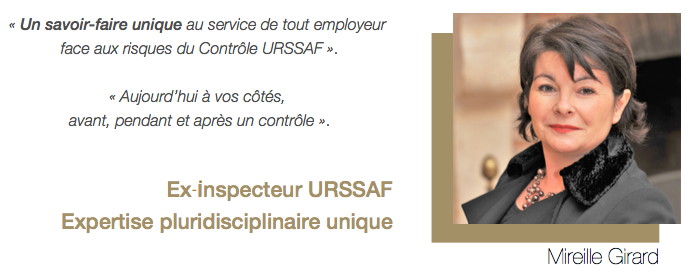 « Un savoir-faire unique au service de tout employeur
face aux risques du Contrôle URSSAF ».
« Aujourd'hui à vos côtés,
avant, pendant et après un contrôle ».
Ex-inspecteur URSSAF
Expertise pluridisciplinaire unique
Mireille Girard